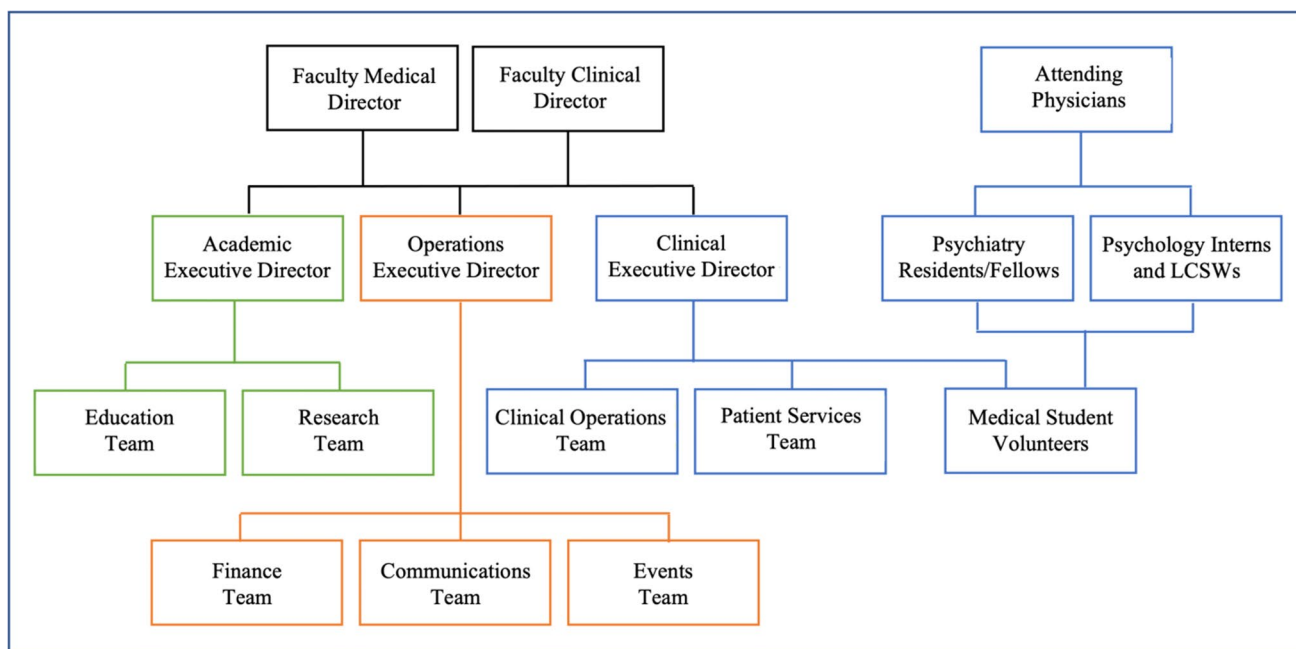 Faculty Medical
Director
Faculty Clinical
Director
Attending
Physicians
Academic
Executive Director
Operations
Executive Director
Clinical
Executive Director
Psychiatry
Residents/Fellows
Psychology Interns
and LCSWs
Education
Team
Research
Team
Clinical Operations
Team
Patient Services
Team
Medical Student
Volunteers
Finance
Team
Communications
Team
Events
Team